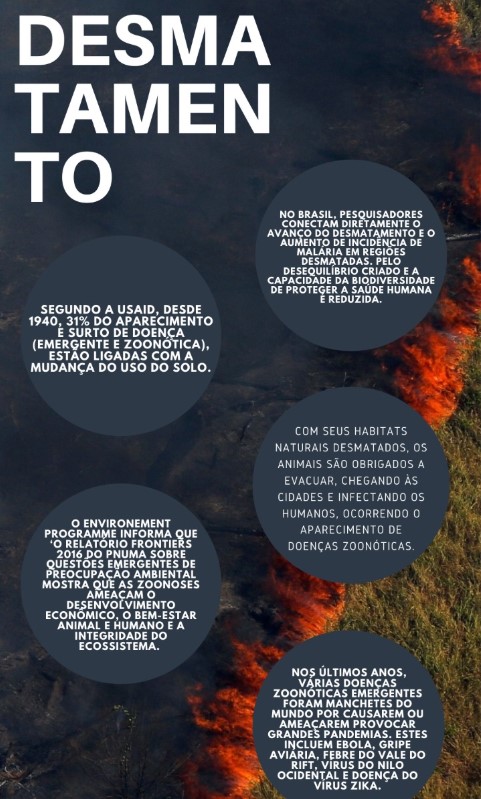 DESMA
TAMEN
TO
NO BRASIL, PESQUISADORES
CONECTAM DIRETAMENTE O
AVANÇO DO DESMATAMENTO E O
AUMENTO DE INCIDÊNCIA DE
MALÁRIA EM REGIÕES
DESMATADAS. PELO
DESEQUILÍBRIO CRIADO E A
CAPACIDADE DA BIODIVERSIDADE
DE PROTEGER A SAÚDE HUMANA
É REDUZIDA.
SEGUNDO A USAID, DESDE
1940, 31% DO APARECIMENTO
E SURTO DE DOENÇA
(EMERGENTE E ZOONÓTICA),
ESTÃO LIGADAS COM A
MUDANÇA DO USO DO SOLO.
COM SEUS HABITATS
NATURAIS DESMATADOS, OS
ANIMAIS SÃO OBRIGADOS A
EVACUAR, CHEGANDO ÀS
CIDADES E INFECTANDO OS
HUMANOS, OCORRENDO O
APARECIMENTO DE
DOENÇAS ZOONÓTICAS.
O ENVIRONEMENT
PROGRAMME INFORMA QUE
‘O RELATÓRIO FRONTIERS
2016 DO PNUMA SOBRE
QUESTÕES EMERGENTES DE
PREOCUPAÇÃO AMBIENTAL
MOSTRA QUE AS ZOONOSES
AMEAÇAM O
DESENVOLVIMENTO
ECONÔMICO, O BEM-ESTAR
ANIMAL E HUMANO E A
INTEGRIDADE DO
ECOSSISTEMA.
NOS ÚLTIMOS ANOS,
VÁRIAS DOENÇAS
ZOONÓTICAS EMERGENTES
FORAM MANCHETES DO
MUNDO POR CAUSAREM OU
AMEAÇAREM PROVOCAR
GRANDES PANDEMIAS. ESTES
INCLUEM EBOLA, GRIPE
AVIÁRIA, FEBRE DO VALE DO
RIFT, VÍRUS DO NILO
OCIDENTAL E DOENÇA DO
VÍRUS ZIKA.